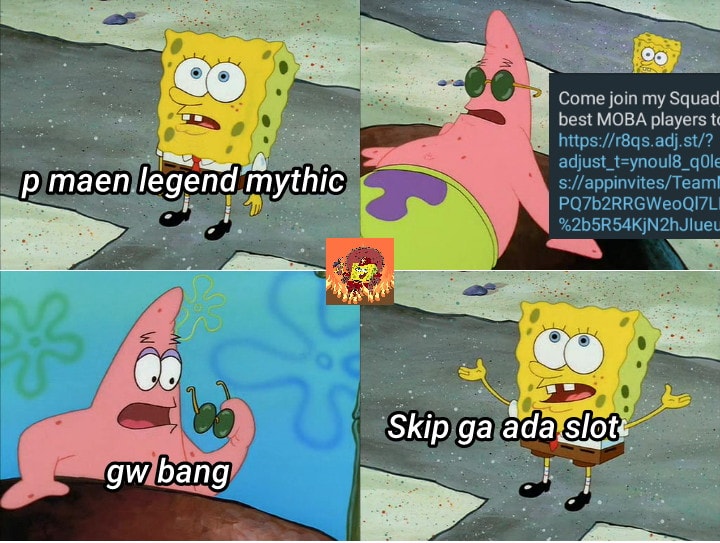 p maen legend mythic
Come join my Squad
best MOBA players
https://r8qs.adj.st/?
adjust_t=ynoul8_q0le
s://appinvites/Team
PQ7b2RRGWeoQl7L
%2b5R54KjN2hJIueu
gw bang
Skip ga ada slot